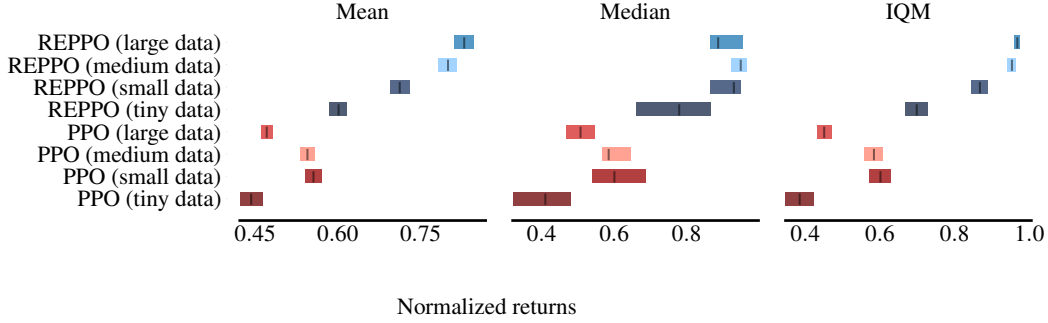 Mean Median IQM
REPPO (large data)
REPPO (medium data)
REPPO (small data)
REPPO (tiny data)
PPO (large data)
PPO (medium data)
PPO (small data)
PPO (tiny data)
0.45 0.60 0.75 0.4 0.6 0.8 0.4 0.6 0.8 1.0
Normalized returns